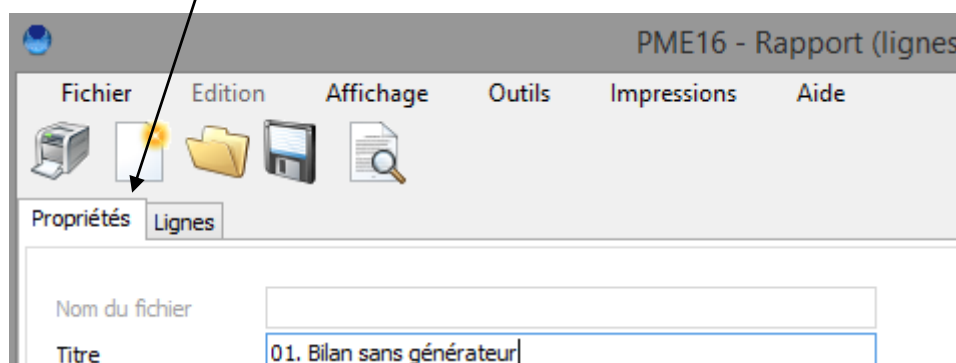 PME16 - Rapport (lignes
Fichier Edition Affichage Outils Impressions Aide
Propriétés Lignes
Nom du fichier
Titre 01. Bilan sans générateur